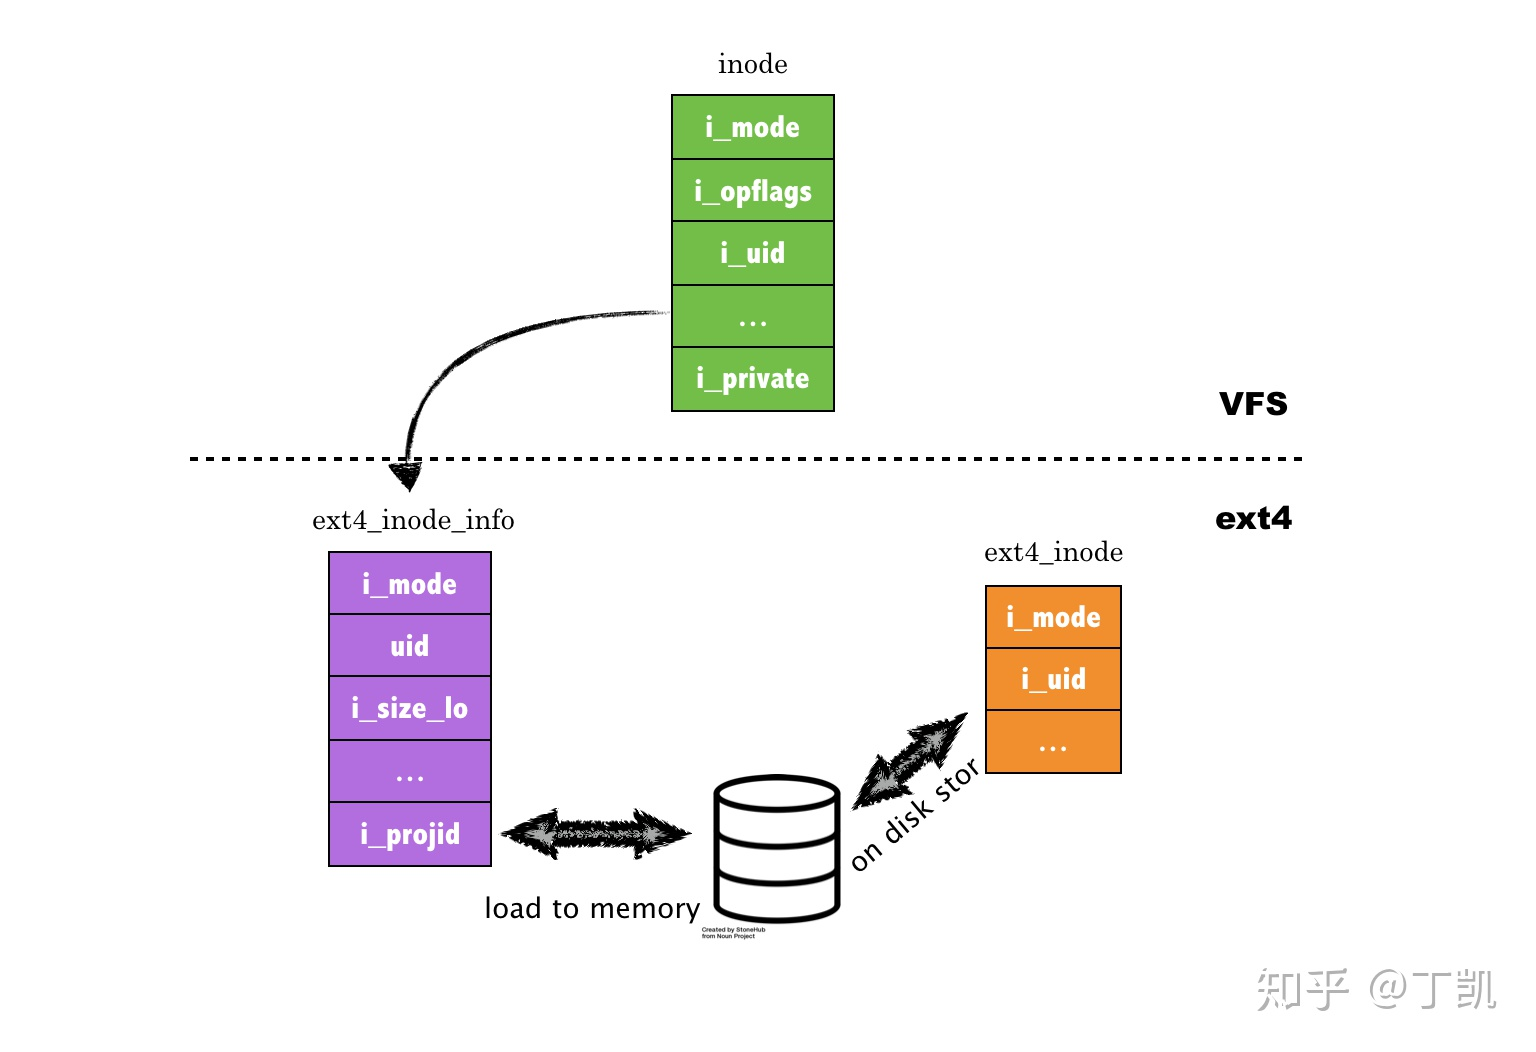 inode
i_mode
i_opflags
i_uid
...
i_private
VFS
ext4
ext4_inode_info
i_mode
uid
i_size_lo
...
i_projid
ext4_inode
i_mode
i_uid
...
on disk stor
load to memory
Created by StoneHub
from Noun Project
知乎 @丁凯